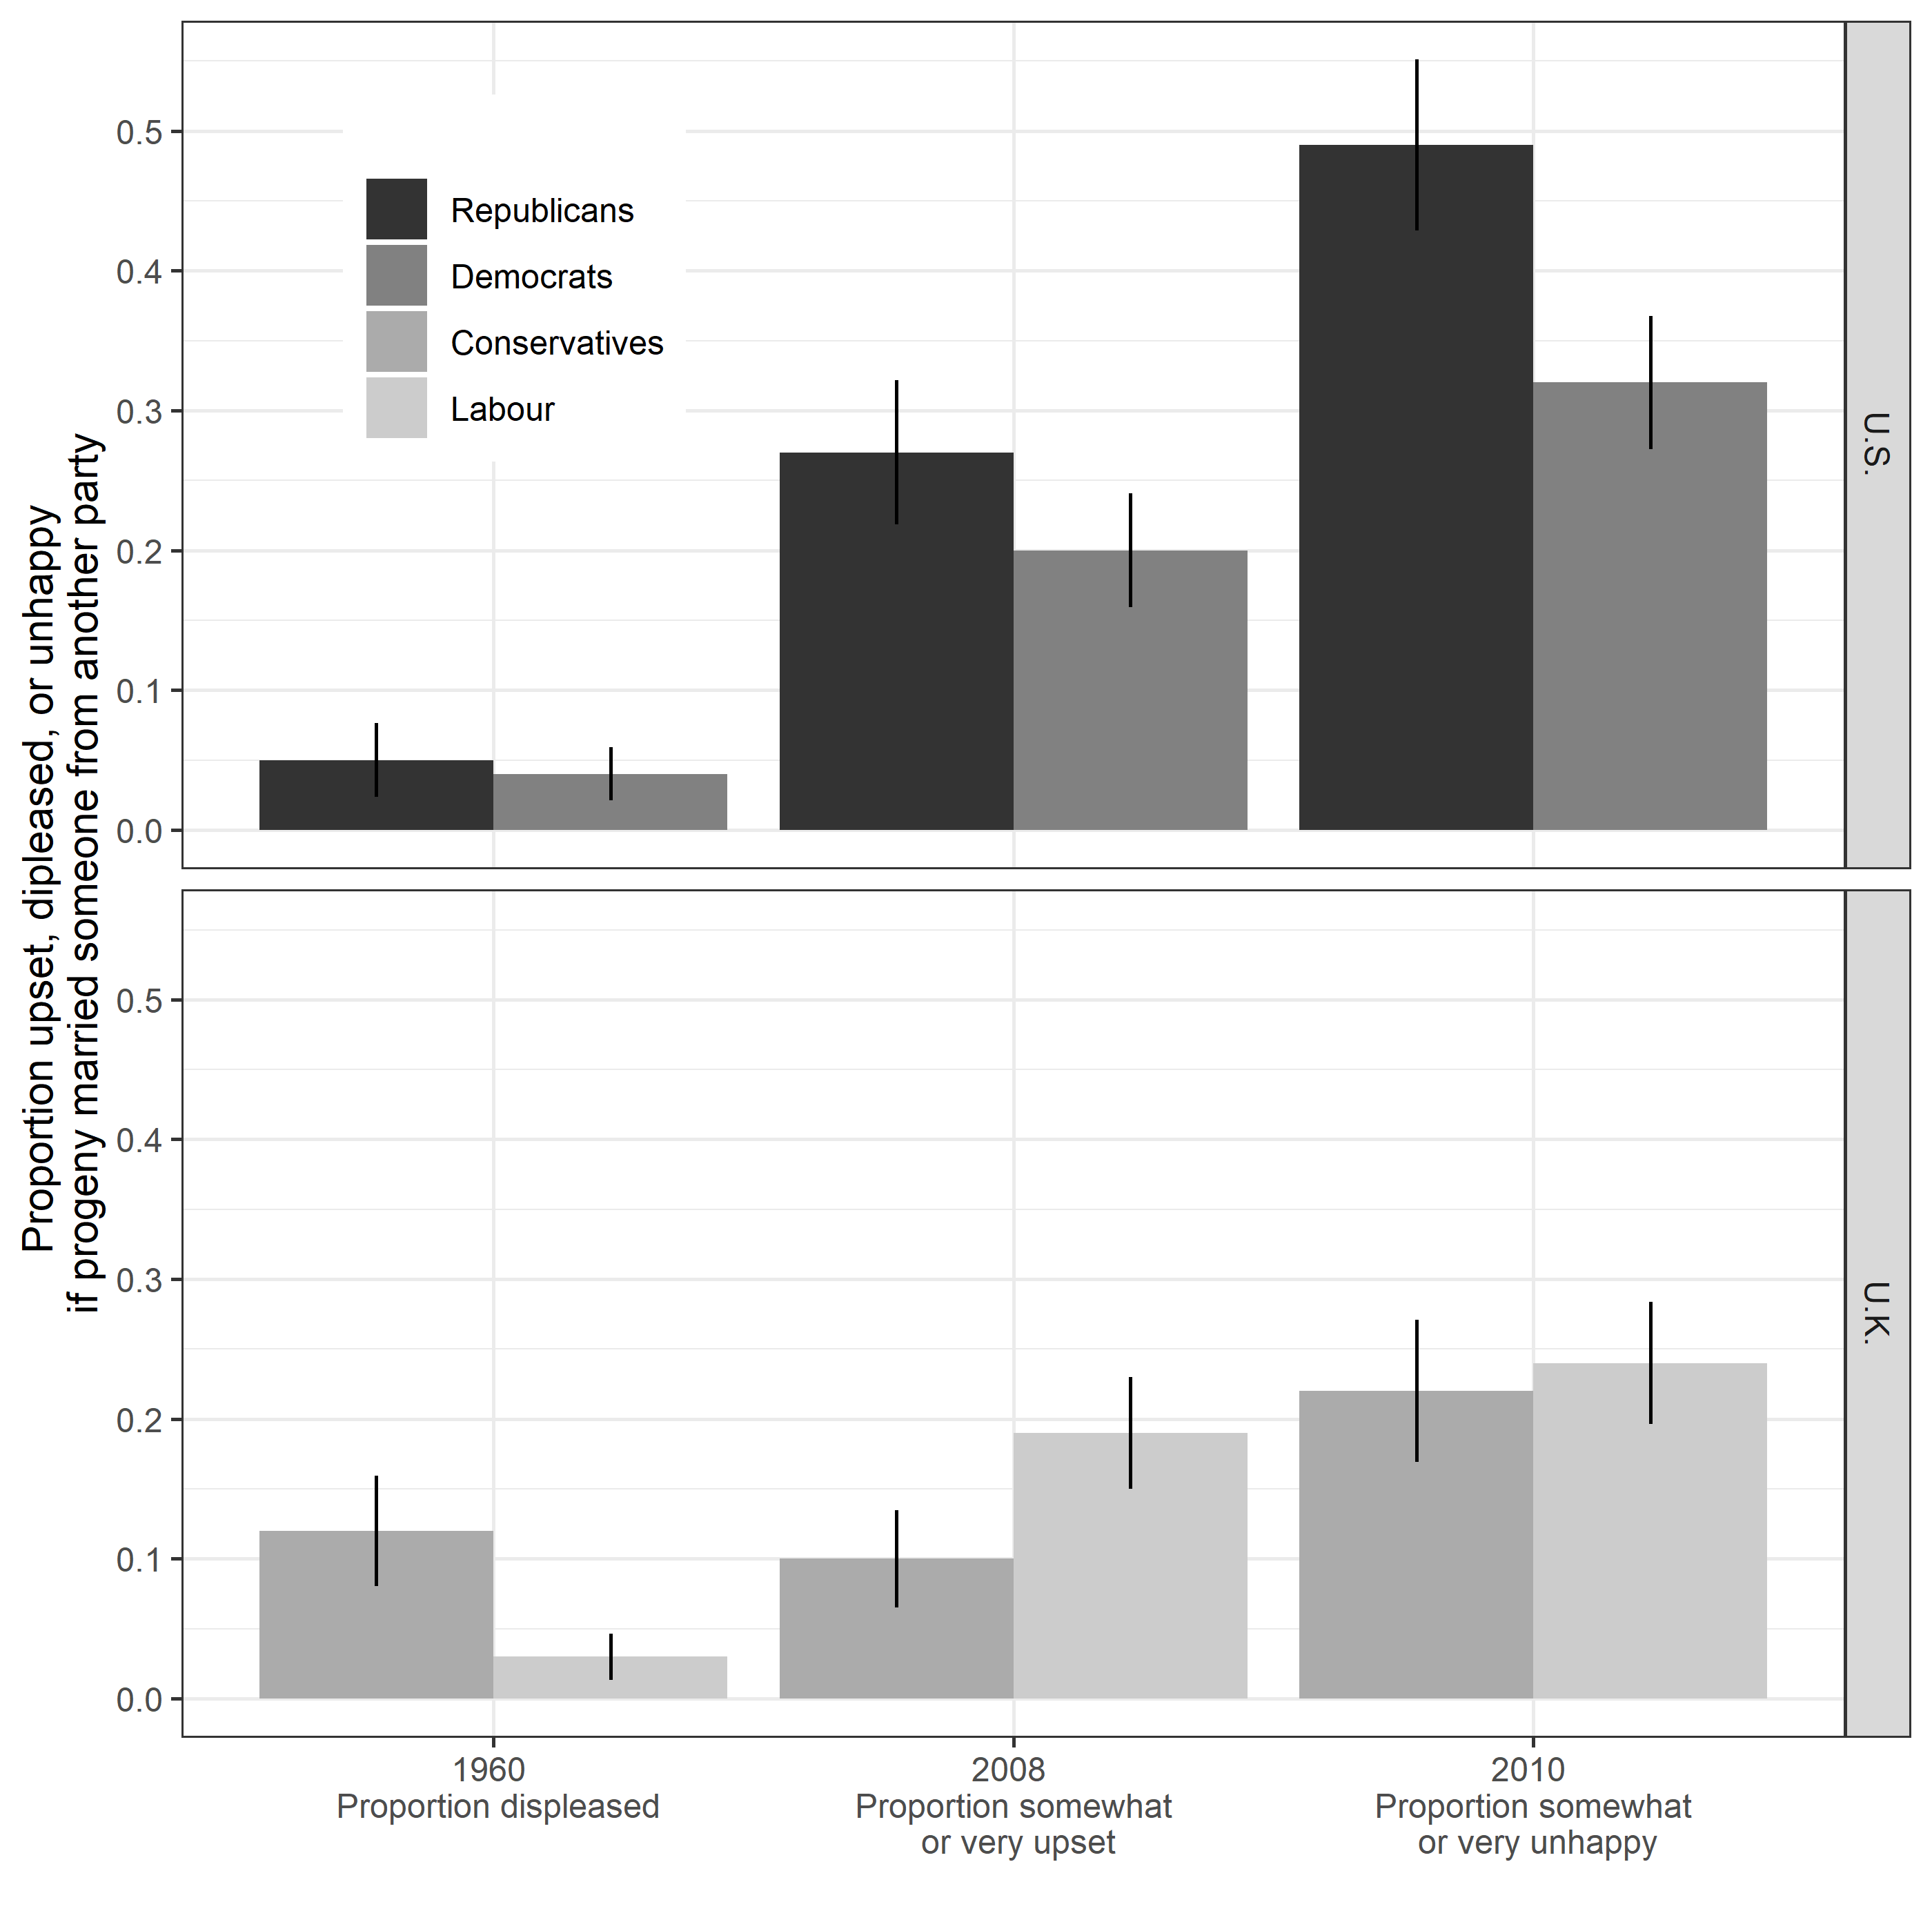 Proportion upset, dipleased, or unhappy
if progeny married someone from another party
0.5
0.4
0.3
0.2
0.1
0.0
Republicans
Democrats
Conservatives
Labour
U.S.
0.5
0.4
0.3
0.2
0.1
0.0
U.K.
1960
Proportion displeased
2008
Proportion somewhat
or very upset
2010
Proportion somewhat
or very unhappy